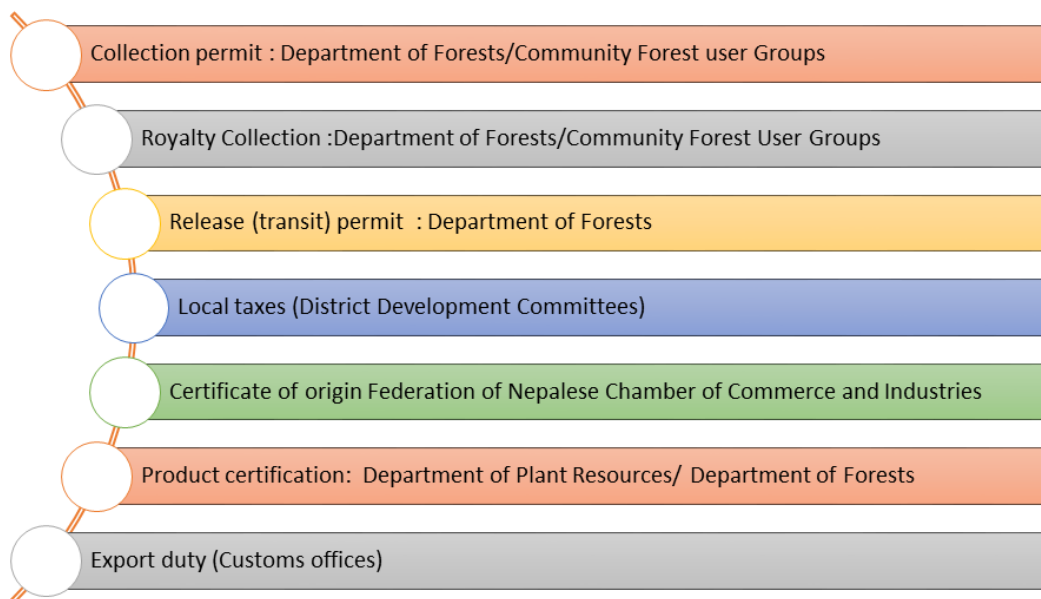 Collection permit : Department of Forests/Community Forest user Groups
Royalty Collection :Department of Forests/Community Forest User Groups
Release (transit) permit  : Department of Forests
Local taxes (District Development Committees)
Certificate of origin Federation of Nepalese Chamber of Commerce and Industries
Product certification:  Department of Plant Resources/ Department of Forests
Export duty (Customs offices)